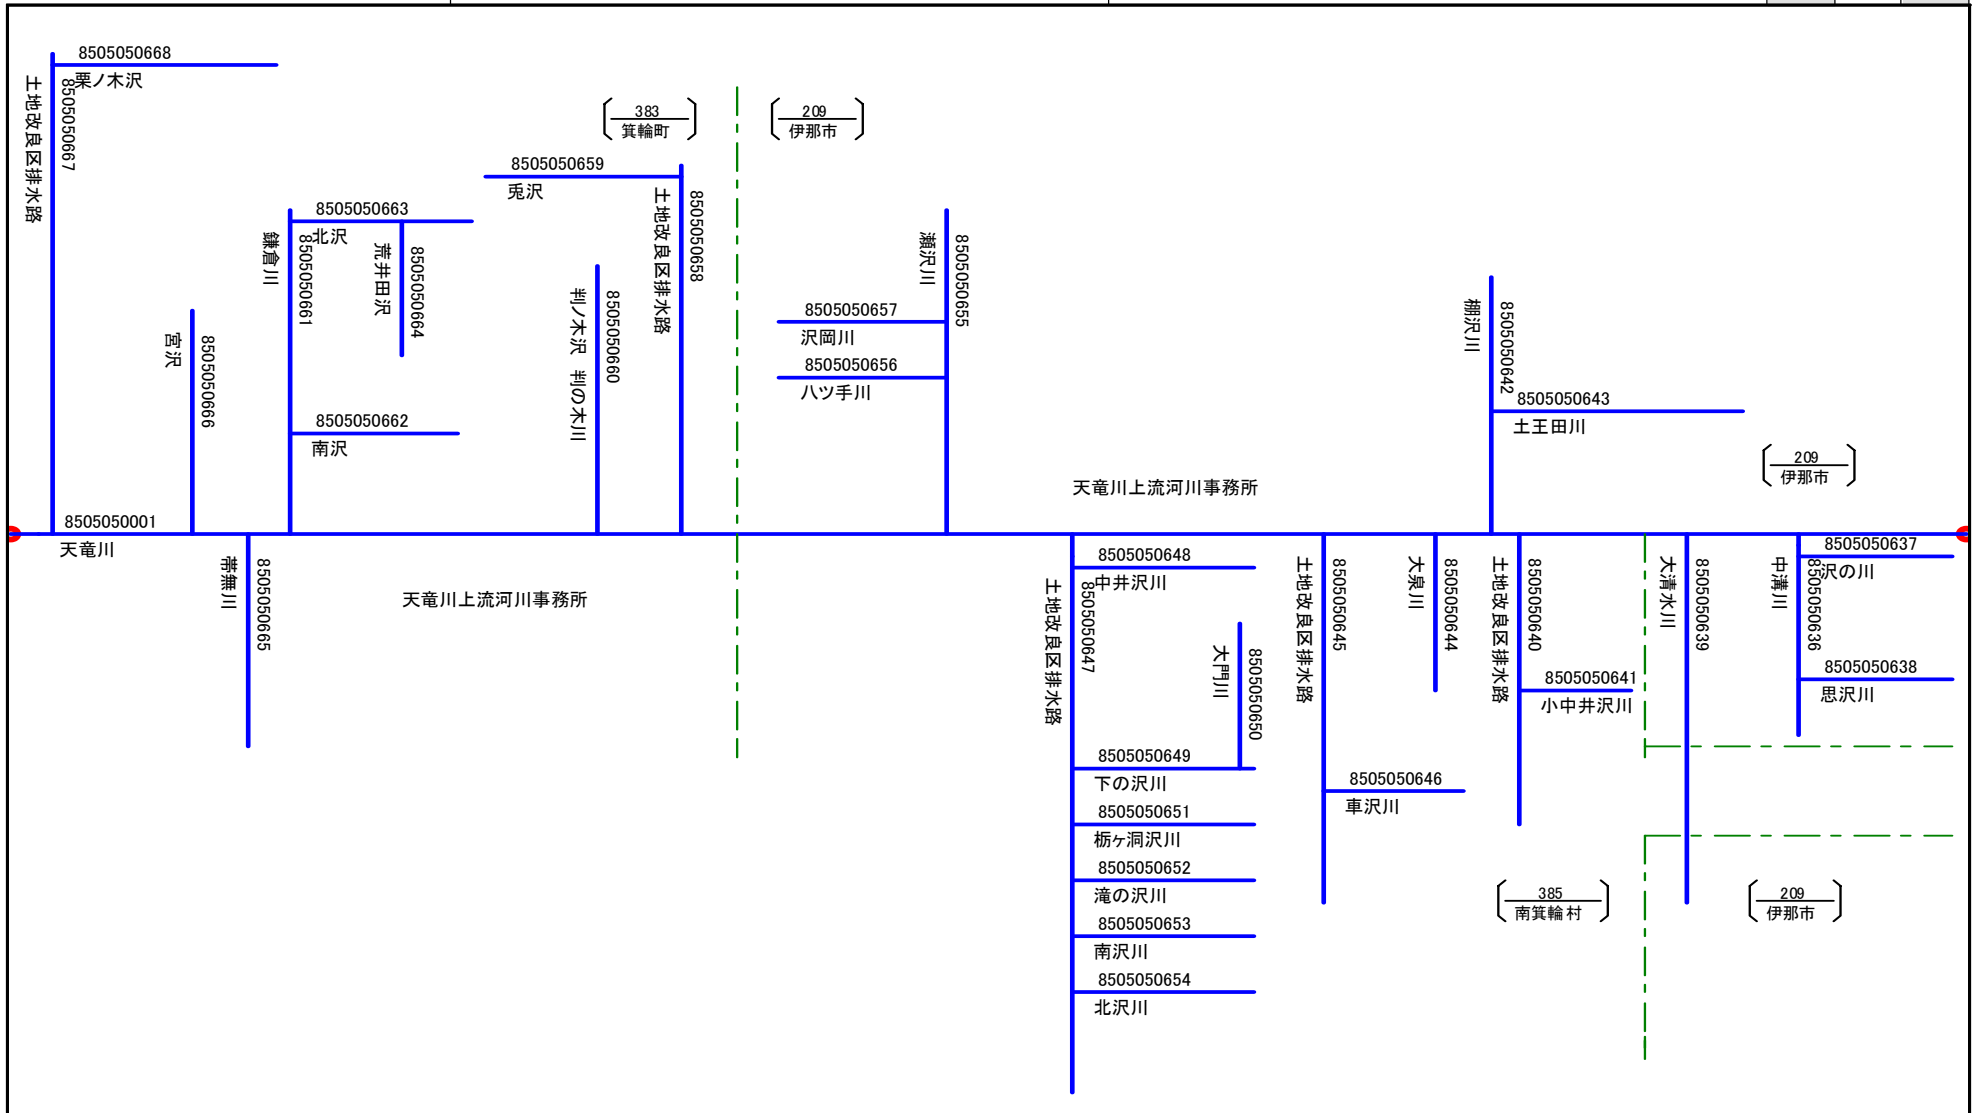 8505050668
栗ノ木沢
土地改良区排水路
8505050667
383
箕輪町
209
伊那市
8505050659
兎沢
土地改良区排水路
8505050658
8505050663
北沢
鎌倉川
8505050661
荒井田沢
8505050664
瀬沢川
8505050655
判ノ木沢 判の木川
8505050660
8505050657
沢岡川
8505050656
八ツ手川
棚沢川
8505050642
8505050643
土王田川
宮沢
8505050666
8505050662
南沢
209
伊那市
天竜川上流河川事務所
8505050001
天竜川
帯無川
8505050665
天竜川上流河川事務所
8505050648
中井沢川
土地改良区排水路
8505050647
大門川
8505050650
土地改良区排水路
8505050645
大泉川
8505050644
土地改良区排水路
8505050640
8505050641
小中井沢川
大清水川
8505050639
中溝川
8505050636
8505050637
沢の川
8505050638
思沢川
8505050649
下の沢川
8505050646
車沢川
8505050651
栃ヶ洞沢川
8505050652
滝の沢川
8505050653
南沢川
8505050654
北沢川
385
南箕輪村
209
伊那市